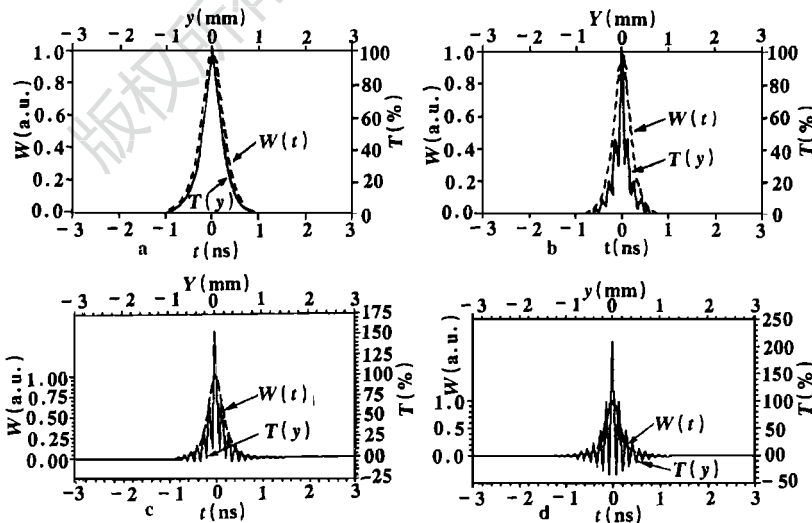 版权所有
y(mm)
−3 −2 −1 0 1 2 3
1.0 100
0.8 80
0.6 60
0.4 40
0.2 20
0.0 0
W(a.u.)
T(%)
W(t)
T(y)
−3 −2 −1 0 1 2 3
a t(ns)
Y(mm)
−3 −2 −1 0 1 2 3
1.0 100
0.8 80
0.6 60
0.4 40
0.2 20
0.0 0
W(a.u.)
T(%)
W(t)
T(y)
−3 −2 −1 0 1 2 3
b t(ns)
Y(mm)
−3 −2 −1 0 1 2 3
175
150
125
1.00 100
0.75 75
0.50 50
0.25 25
0.00 00
−25
W(a.u.)
T(%)
W(t)
T(y)
−3 −2 −1 0 1 2 3
c t(ns)
y(mm)
−3 −2 −1 0 1 2 3
250
200
150
1.0 100
0.5 50
0.0 00
−50
W(a.u.)
T(%)
W(t)
T(y)
−3 −2 −1 0 1 2 3
d t(ns)